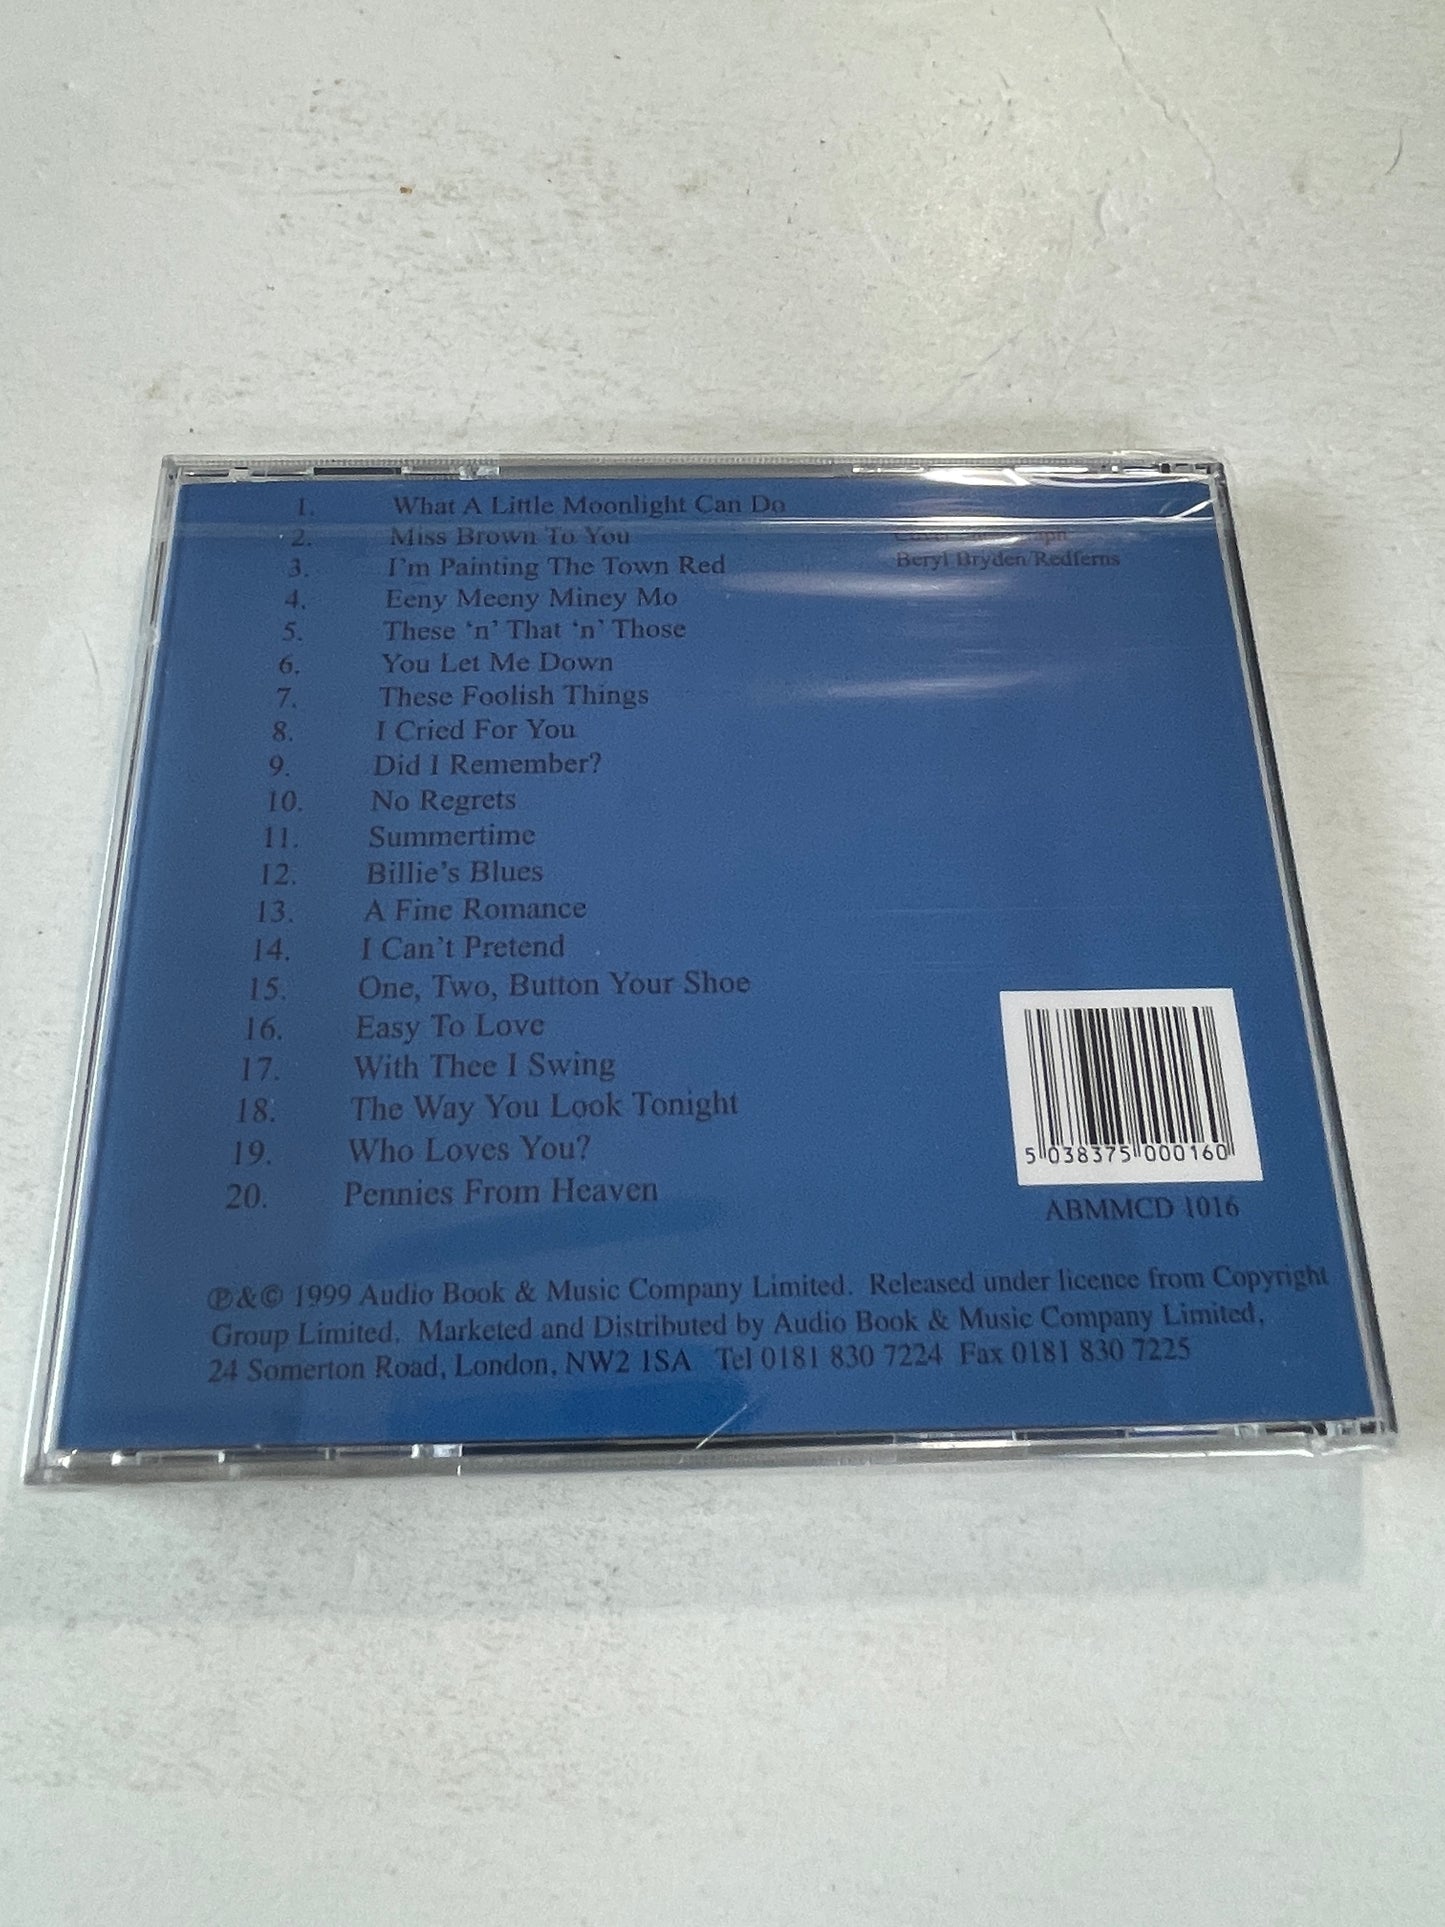 1. What A Little Moonlight Can Do
2. Miss Brown To You
3. I'm Painting The Town Red
4. Eeny Meeny Miney Mo
5. These 'n' That 'n' Those
6. You Let Me Down
7. These Foolish Things
8. I Cried For You
9. Did I Remember?
10. No Regrets
11. Summertime
12. Billie's Blues
13. A Fine Romance
14. I Can't Pretend
15. One, Two, Button Your Shoe
16. Easy To Love
17. With Thee I Swing
18. The Way You Look Tonight
19. Who Loves You?
20. Pennies From Heaven
Cover
Beryl Bryden/Redferns
5 038375 000160
ABMMCD 1016
℗&© 1999 Audio Book & Music Company Limited. Released under licence from Copyright
Group Limited. Marketed and Distributed by Audio Book & Music Company Limited,
24 Somerton Road, London, NW2 1SA Tel 0181 830 7224 Fax 0181 830 7225